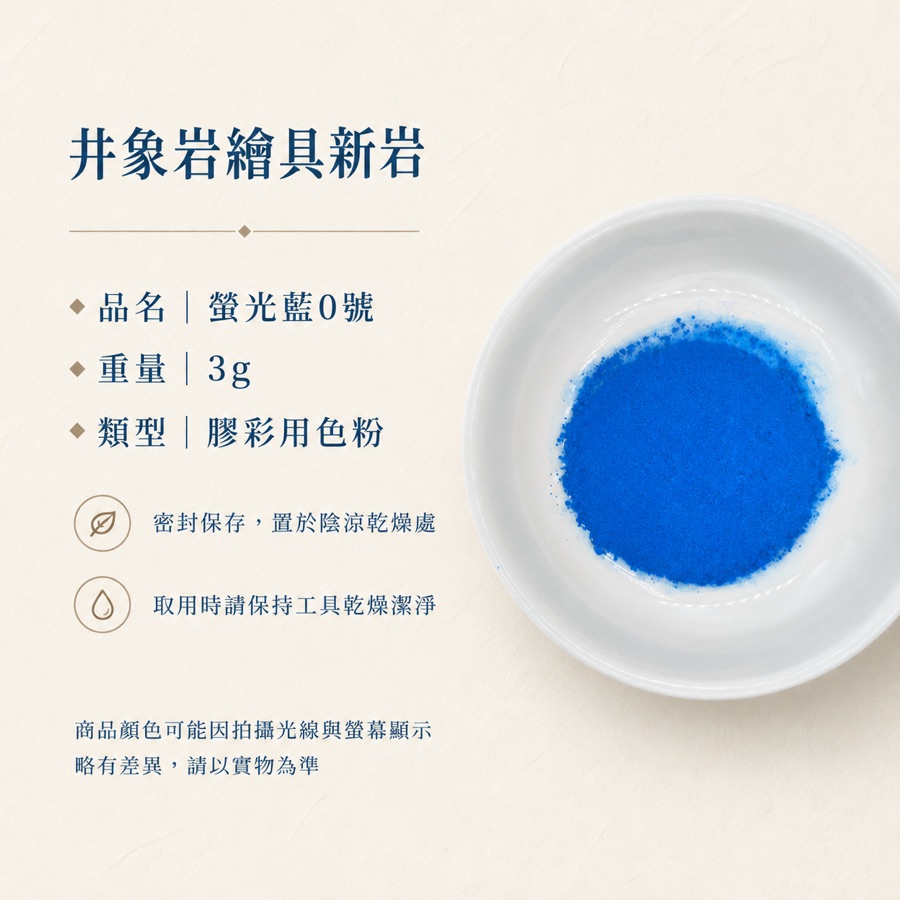 井象岩繪具新岩
品名｜螢光藍0號
重量｜3g
類型｜膠彩用色粉
密封保存，置於陰涼乾燥處
取用時請保持工具乾燥潔淨
商品顏色可能因拍攝光線與螢幕顯示
略有差異，請以實物為準